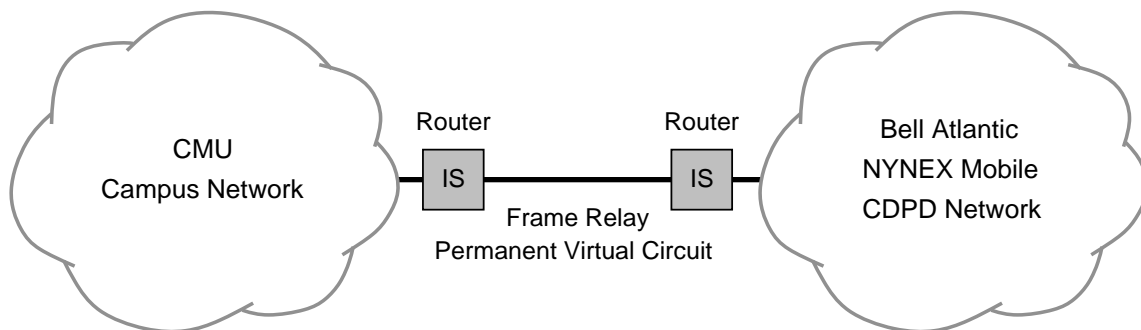 CMU
Campus Network
Router
IS
Frame Relay
Permanent Virtual Circuit
Router
IS
Bell Atlantic
NYNEX Mobile
CDPD Network